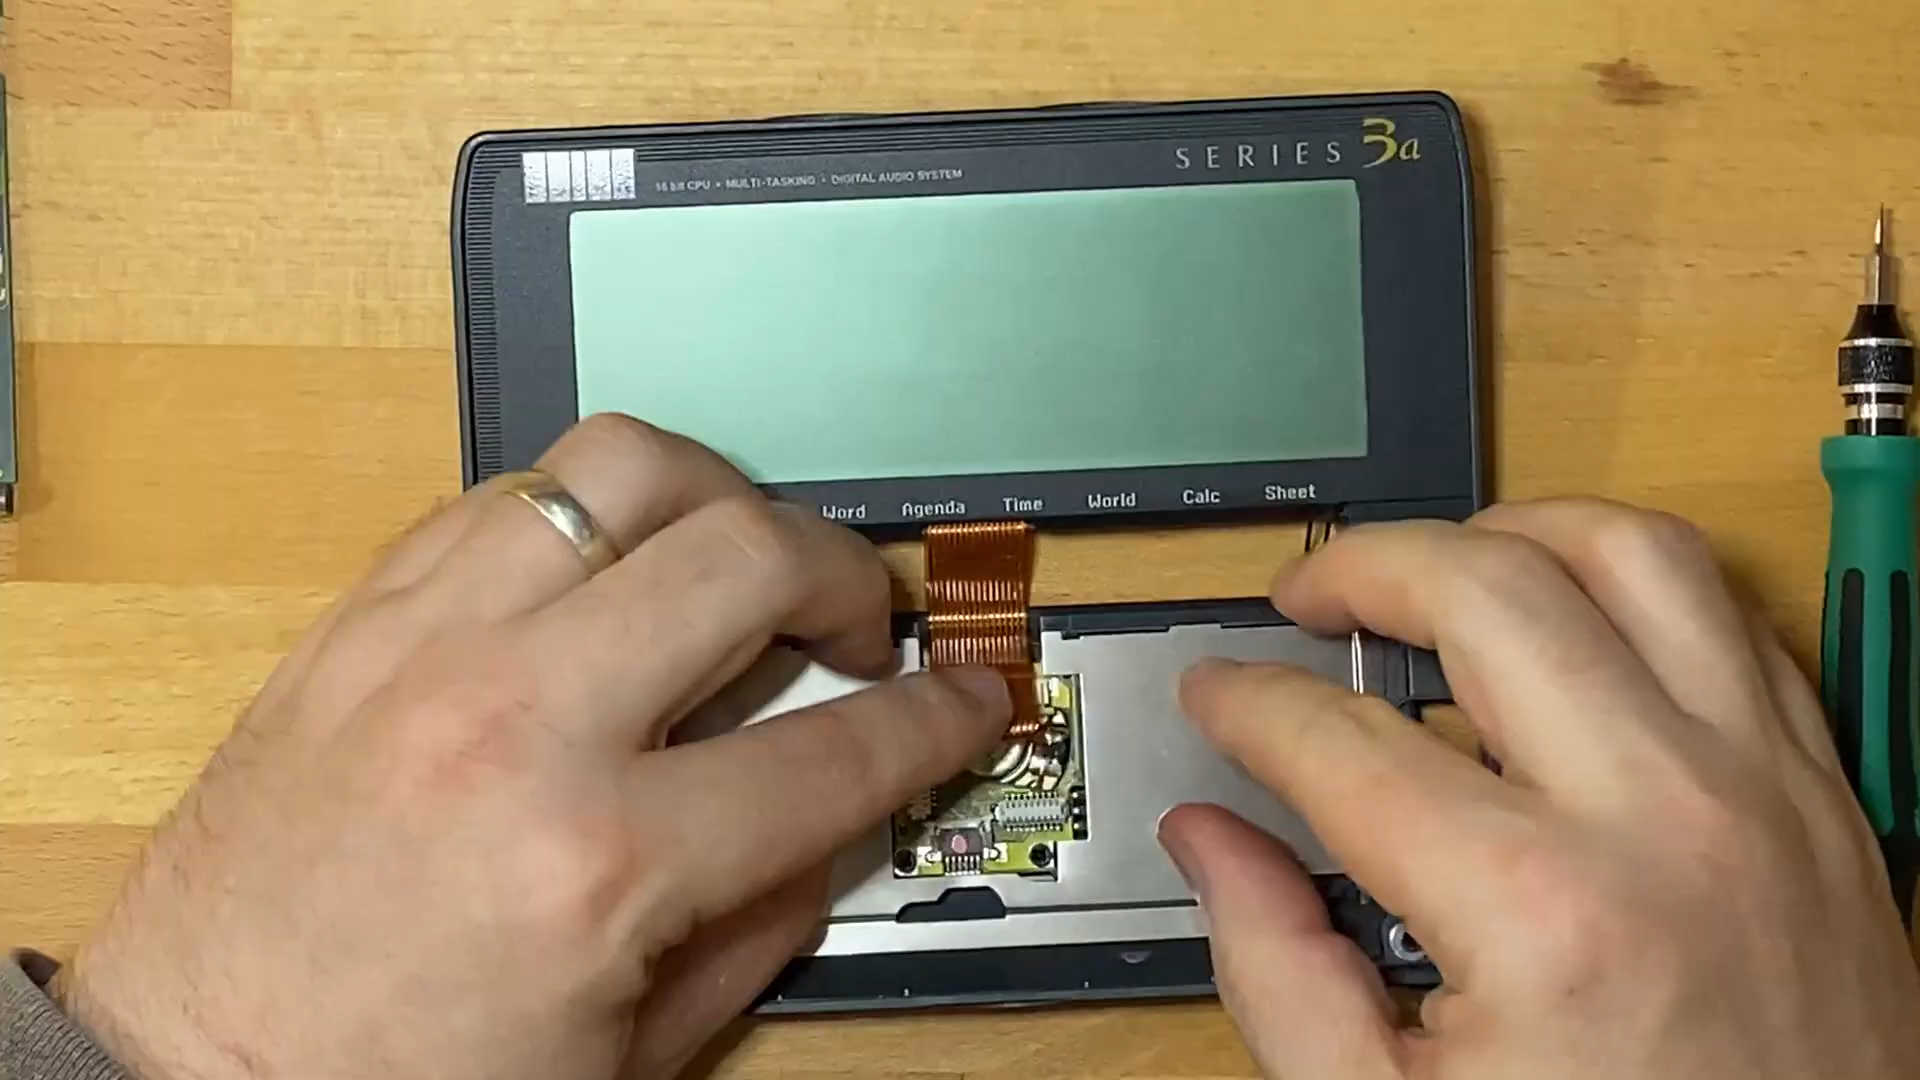 SERIES 3a
16 bit CPU • MULTI-TASKING • DIGITAL AUDIO SYSTEM
Word Agenda Time World Calc Sheet